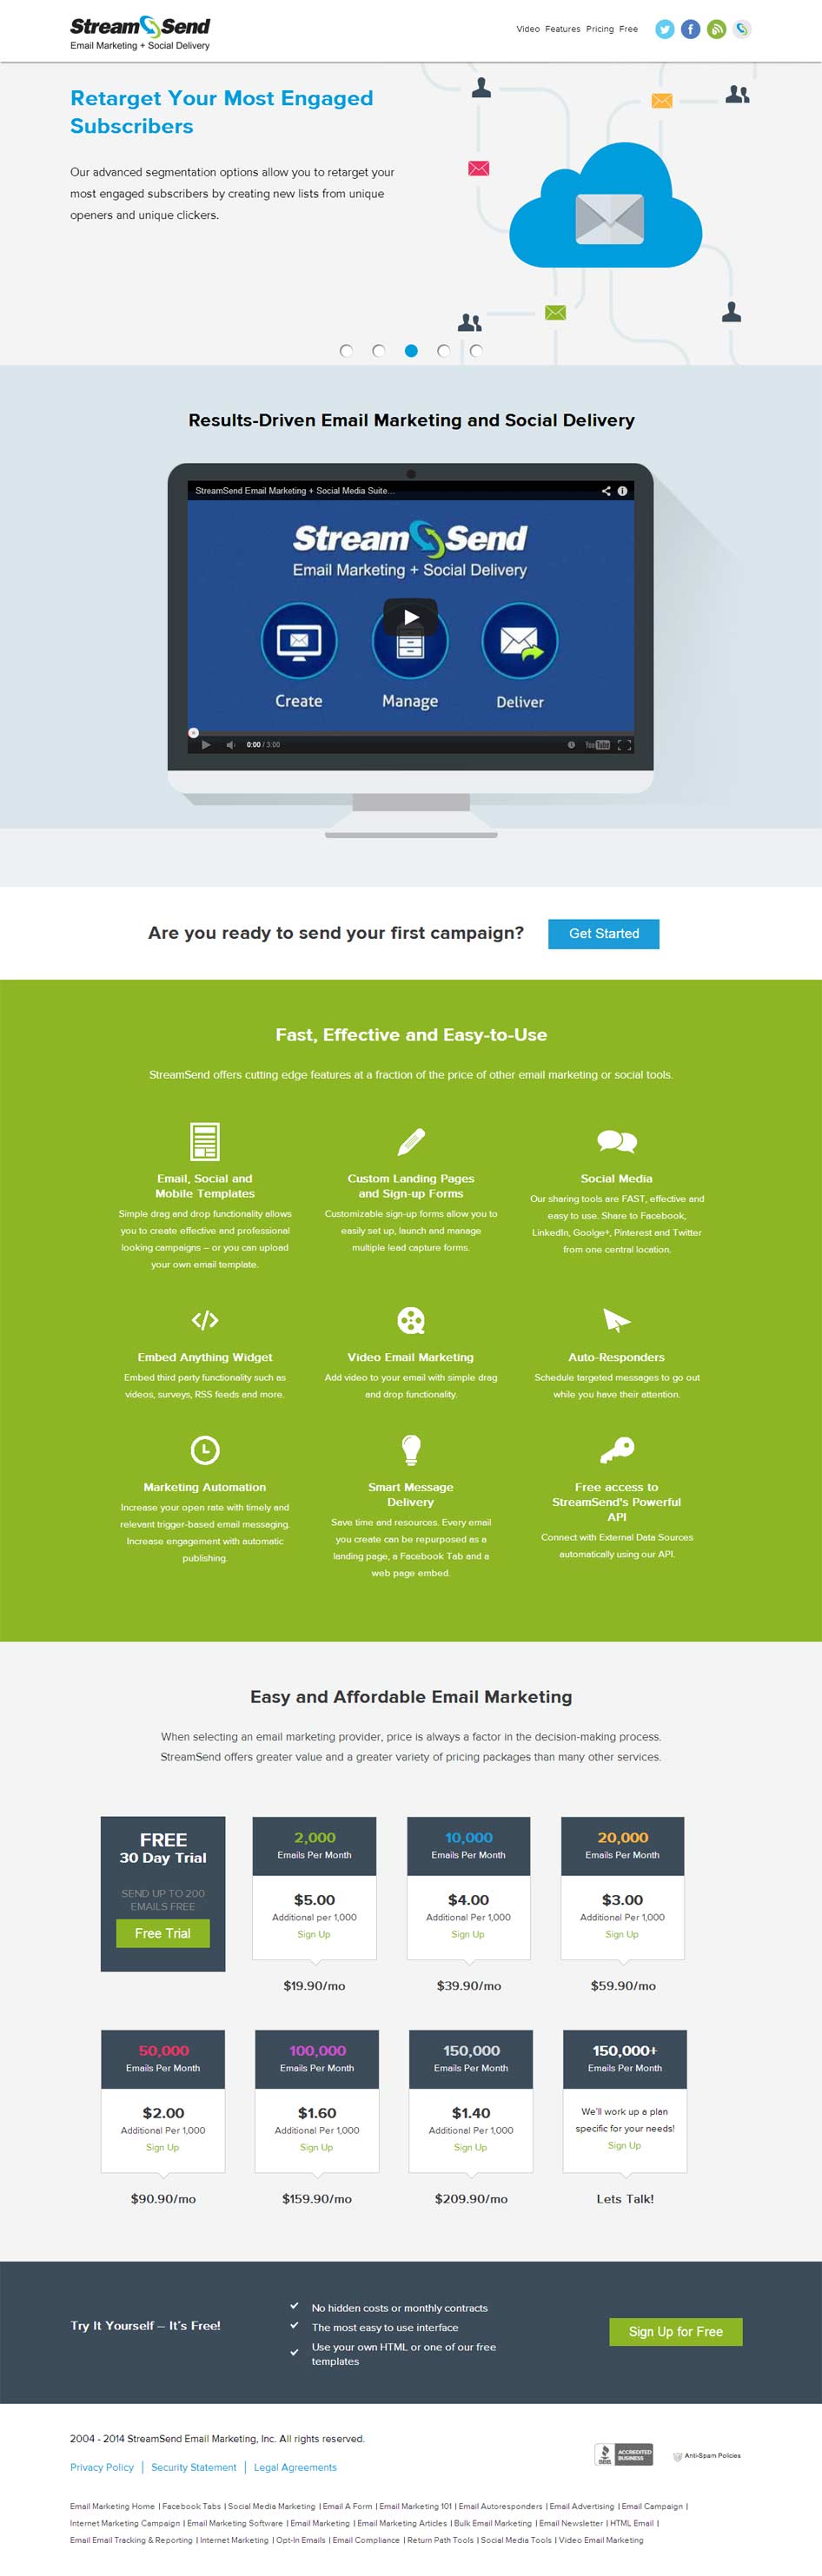 StreamSend
Email Marketing + Social Delivery
Video Features Pricing Free
Retarget Your Most Engaged
Subscribers
Our advanced segmentation options allow you to retarget your
most engaged subscribers by creating new lists from unique
openers and unique clickers.
Results-Driven Email Marketing and Social Delivery
StreamSend Email Marketing + Social Media Suite...
StreamSend
Email Marketing + Social Delivery
Create Manage Deliver
0:00 / 3:00 YouTube
Are you ready to send your first campaign? Get Started
Fast, Effective and Easy-to-Use
StreamSend offers cutting edge features at a fraction of the price of other email marketing or social tools.
Email, Social and
Mobile Templates
Simple drag and drop functionality allows
you to create effective and professional
looking campaigns – or you can upload
your own email template.
Custom Landing Pages
and Sign-up Forms
Customizable sign-up forms allow you to
easily set up, launch and manage
multiple lead capture forms.
Social Media
Our sharing tools are FAST, effective and
easy to use. Share to Facebook,
LinkedIn, Goolge+, Pinterest and Twitter
from one central location.
Embed Anything Widget
Embed third party functionality such as
videos, surveys, RSS feeds and more.
Video Email Marketing
Add video to your email with simple drag
and drop functionality.
Auto-Responders
Schedule targeted messages to go out
while you have their attention.
Marketing Automation
Increase your open rate with timely and
relevant trigger-based email messaging.
Increase engagement with automatic
publishing.
Smart Message
Delivery
Save time and resources. Every email
you create can be repurposed as a
landing page, a Facebook Tab and a
web page embed.
Free access to
StreamSend's Powerful
API
Connect with External Data Sources
automatically using our API.
Easy and Affordable Email Marketing
When selecting an email marketing provider, price is always a factor in the decision-making process.
StreamSend offers greater value and a greater variety of pricing packages than many other services.
FREE
30 Day Trial
SEND UP TO 200
EMAILS FREE
Free Trial
2,000
Emails Per Month
$5.00
Additional per 1,000
Sign Up
$19.90/mo
10,000
Emails Per Month
$4.00
Additional Per 1,000
Sign Up
$39.90/mo
20,000
Emails Per Month
$3.00
Additional Per 1,000
Sign Up
$59.90/mo
50,000
Emails Per Month
$2.00
Additional Per 1,000
Sign Up
$90.90/mo
100,000
Emails Per Month
$1.60
Additional Per 1,000
Sign Up
$159.90/mo
150,000
Emails Per Month
$1.40
Additional Per 1,000
Sign Up
$209.90/mo
150,000+
Emails Per Month
We'll work up a plan
specific for your needs!
Sign Up
Lets Talk!
Try It Yourself – It's Free!
No hidden costs or monthly contracts
The most easy to use interface
Use your own HTML or one of our free
templates
Sign Up for Free
2004 - 2014 StreamSend Email Marketing, Inc. All rights reserved.
Privacy Policy | Security Statement | Legal Agreements
BBB ACCREDITED
BUSINESS
Anti-Spam Policies
Email Marketing Home | Facebook Tabs | Social Media Marketing | Email A Form | Email Marketing 101 | Email Autoresponders | Email Advertising | Email Campaign |
Internet Marketing Campaign | Email Marketing Software | Email Marketing | Email Marketing Articles | Bulk Email Marketing | Email Newsletter | HTML Email |
Email Email Tracking & Reporting | Internet Marketing | Opt-In Emails | Email Compliance | Return Path Tools | Social Media Tools | Video Email Marketing